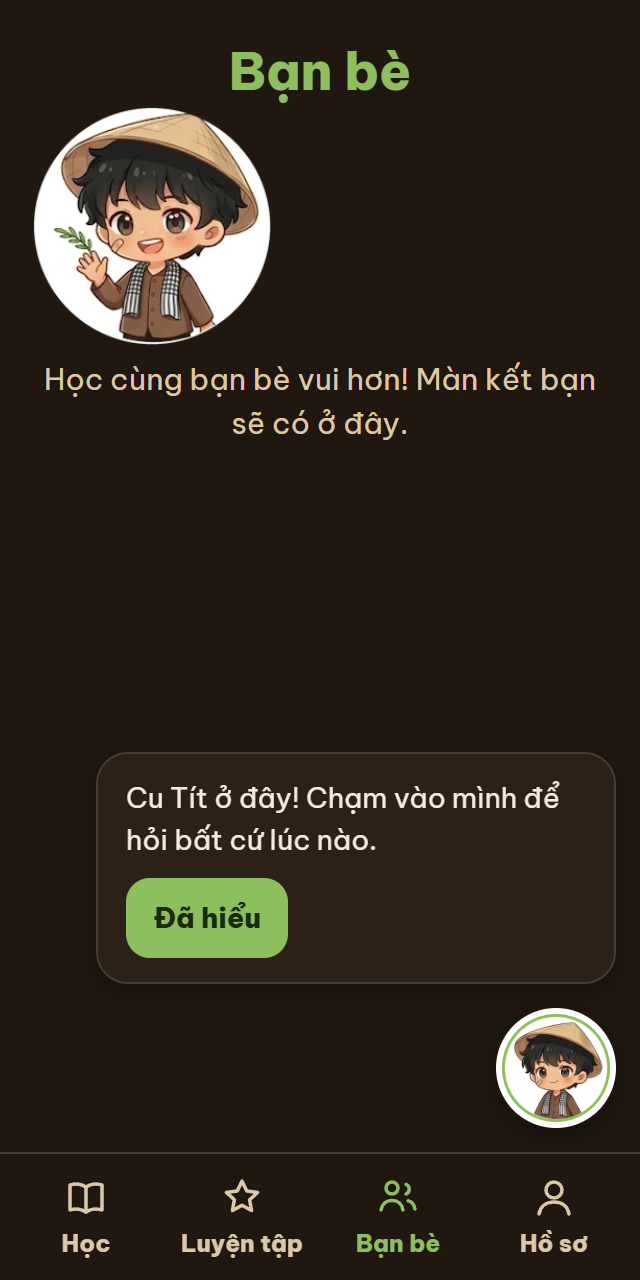 Bạn bè
Học cùng bạn bè vui hơn! Màn kết bạn
sẽ có ở đây.
Cu Tít ở đây! Chạm vào mình để
hỏi bất cứ lúc nào.
Đã hiểu
Học
Luyện tập
Bạn bè
Hồ sơ